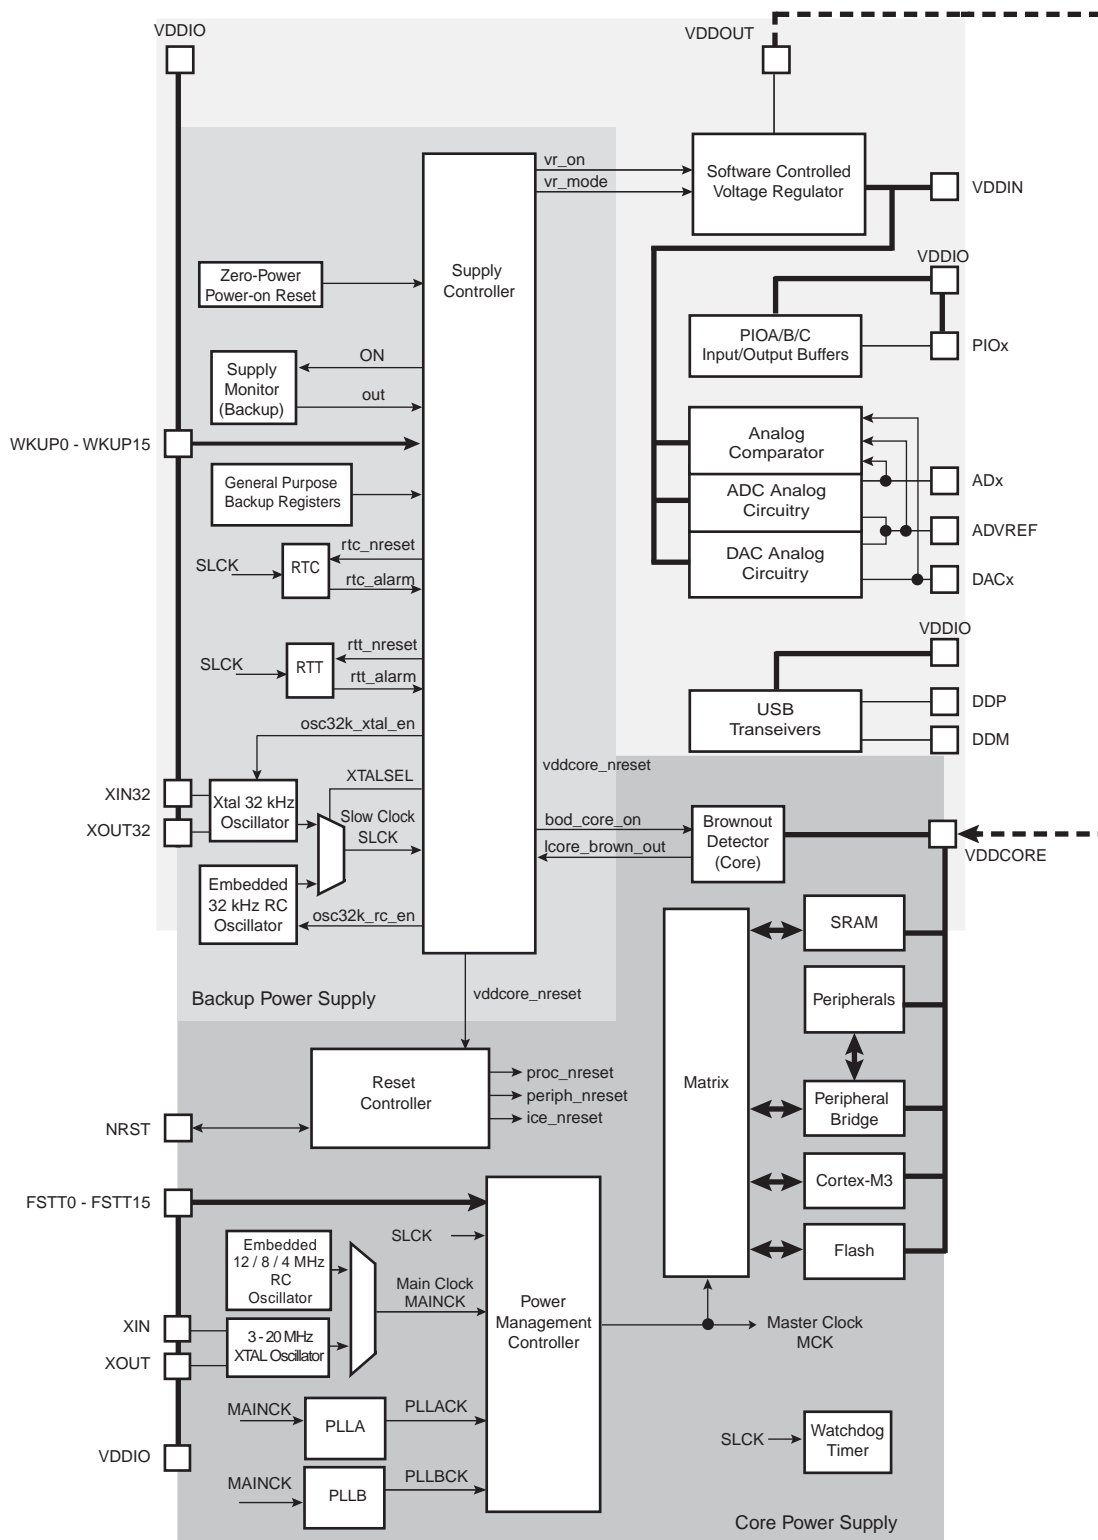 VDDIO
VDDOUT
vr_on
vr_mode
Software Controlled
Voltage Regulator
VDDIN
Supply
Controller
Zero-Power
Power-on Reset
VDDIO
PIOA/B/C
Input/Output Buffers
PIOx
ON
Supply
Monitor
(Backup)
out
WKUP0 - WKUP15
General Purpose
Backup Registers
Analog
Comparator
ADC Analog
Circuitry
DAC Analog
Circuitry
ADx
ADVREF
DACx
rtc_nreset
SLCK
RTC
rtc_alarm
rtt_nreset
SLCK
RTT
rtt_alarm
VDDIO
USB
Transeivers
DDP
DDM
osc32k_xtal_en
vddcore_nreset
XTALSEL
XIN32
Xtal 32 kHz
Oscillator
XOUT32
Slow Clock
SLCK
bod_core_on
lcore_brown_out
Brownout
Detector
(Core)
VDDCORE
Embedded
32 kHz RC
Oscillator
osc32k_rc_en
SRAM
Backup Power Supply
vddcore_nreset
Peripherals
Reset
Controller
proc_nreset
periph_nreset
ice_nreset
Matrix
Peripheral
Bridge
NRST
Cortex-M3
FSTT0 - FSTT15
SLCK
Flash
Embedded
12 / 8 / 4 MHz
RC
Oscillator
Main Clock
MAINCK
Power
Management
Controller
XIN
3 - 20 MHz
XTAL Oscillator
XOUT
Master Clock
MCK
MAINCK
PLLA
PLLACK
SLCK
Watchdog
Timer
VDDIO
MAINCK
PLLB
PLLBCK
Core Power Supply